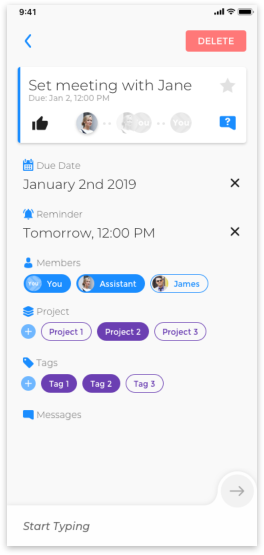 9:41
DELETE
Set meeting with Jane
Due: Jan 2, 12:00 PM
You You
Due Date
January 2nd 2019
Reminder
Tomorrow, 12:00 PM
Members
You You Assistant James
Project
Project 1 Project 2 Project 3
Tags
Tag 1 Tag 2 Tag 3
Messages
Start Typing